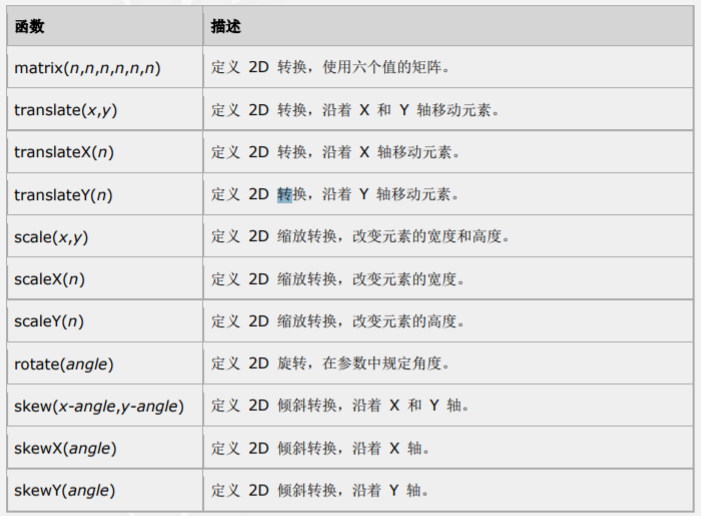 函数 描述
matrix(n,n,n,n,n,n) 定义 2D 转换，使用六个值的矩阵。
translate(x,y) 定义 2D 转换，沿着 X 和 Y 轴移动元素。
translateX(n) 定义 2D 转换，沿着 X 轴移动元素。
translateY(n) 定义 2D 转换，沿着 Y 轴移动元素。
scale(x,y) 定义 2D 缩放转换，改变元素的宽度和高度。
scaleX(n) 定义 2D 缩放转换，改变元素的宽度。
scaleY(n) 定义 2D 缩放转换，改变元素的高度。
rotate(angle) 定义 2D 旋转，在参数中规定角度。
skew(x-angle,y-angle) 定义 2D 倾斜转换，沿着 X 和 Y 轴。
skewX(angle) 定义 2D 倾斜转换，沿着 X 轴。
skewY(angle) 定义 2D 倾斜转换，沿着 Y 轴。